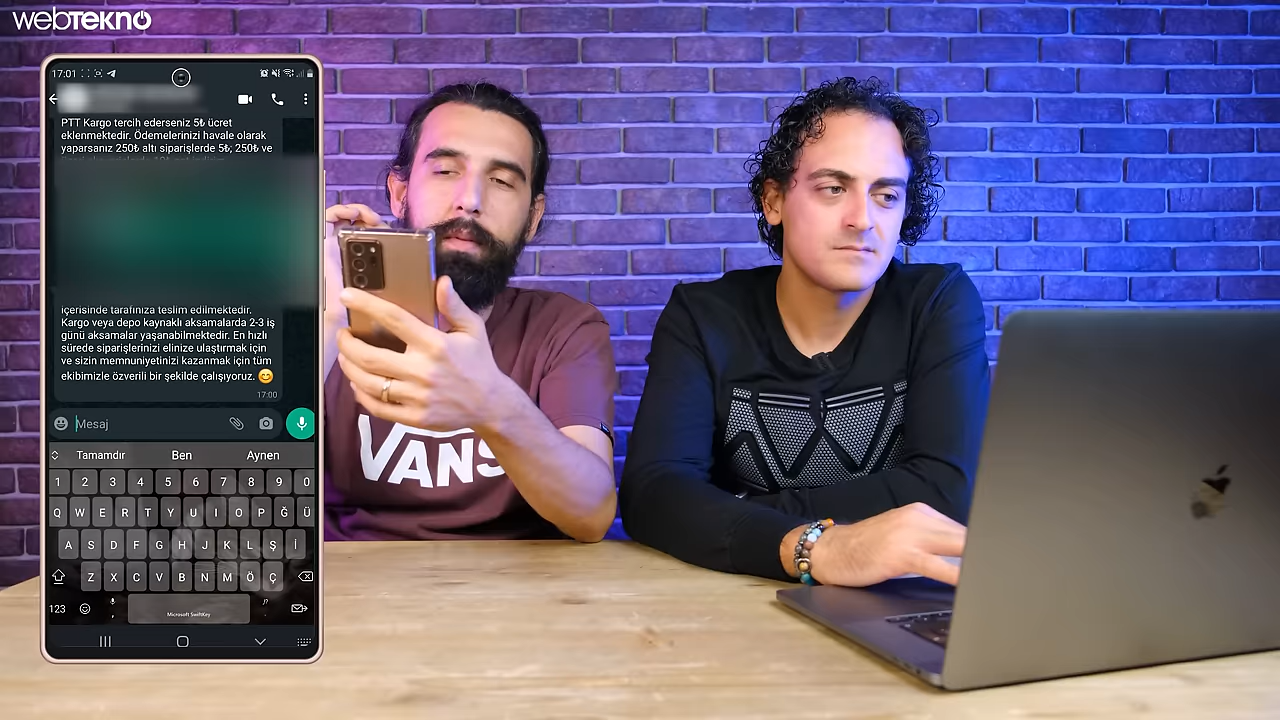 webTEKNO
17:01
PTT Kargo tercih ederseniz 5₺ ücret
eklenmektedir. Ödemelerinizi havale olarak
yaparsanız 250₺ altı siparişlerde 5₺, 250₺ ve
içerisinde tarafınıza teslim edilmektedir.
Kargo veya depo kaynaklı aksamalarda 2-3 iş
günü aksamalar yaşanabilmektedir. En hızlı
sürede siparişlerinizi elinize ulaştırmak için
ve sizin memnuniyetinizi kazanmak için tüm
ekibimizle özverili bir şekilde çalışıyoruz. 😊
17:00
Mesaj
Tamamdır Ben Aynen
1 2 3 4 5 6 7 8 9 0
Q W E R T Y U I O P Ğ Ü
A S D F G H J K L Ş İ
Z X C V B N M Ö Ç
123 , Microsoft SwiftKey .
VANS